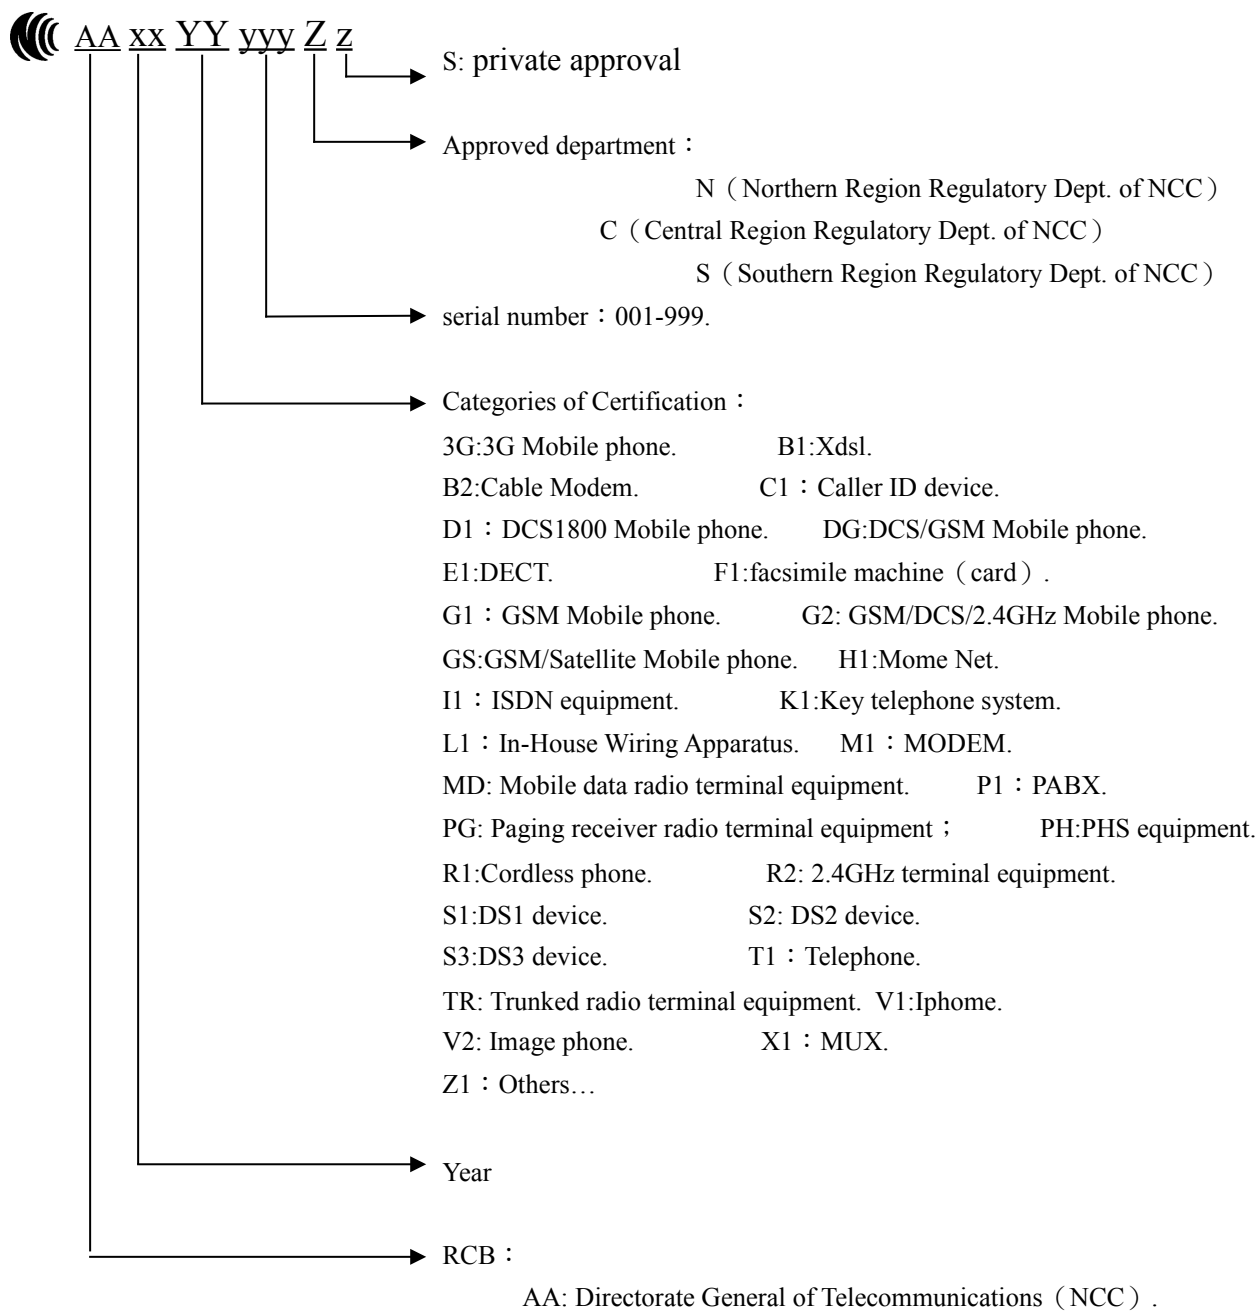 AA xx YY yyy Z z
S: private approval
Approved department：
N（Northern Region Regulatory Dept. of NCC）
C（Central Region Regulatory Dept. of NCC）
S（Southern Region Regulatory Dept. of NCC）
serial number：001-999.
Categories of Certification：
3G:3G Mobile phone. B1:Xdsl.
B2:Cable Modem. C1：Caller ID device.
D1：DCS1800 Mobile phone. DG:DCS/GSM Mobile phone.
E1:DECT. F1:facsimile machine（card）.
G1：GSM Mobile phone. G2: GSM/DCS/2.4GHz Mobile phone.
GS:GSM/Satellite Mobile phone. H1:Mome Net.
I1：ISDN equipment. K1:Key telephone system.
L1：In-House Wiring Apparatus. M1：MODEM.
MD: Mobile data radio terminal equipment. P1：PABX.
PG: Paging receiver radio terminal equipment； PH:PHS equipment.
R1:Cordless phone. R2: 2.4GHz terminal equipment.
S1:DS1 device. S2: DS2 device.
S3:DS3 device. T1：Telephone.
TR: Trunked radio terminal equipment. V1:Iphome.
V2: Image phone. X1：MUX.
Z1：Others…
Year
RCB：
AA: Directorate General of Telecommunications（NCC）.